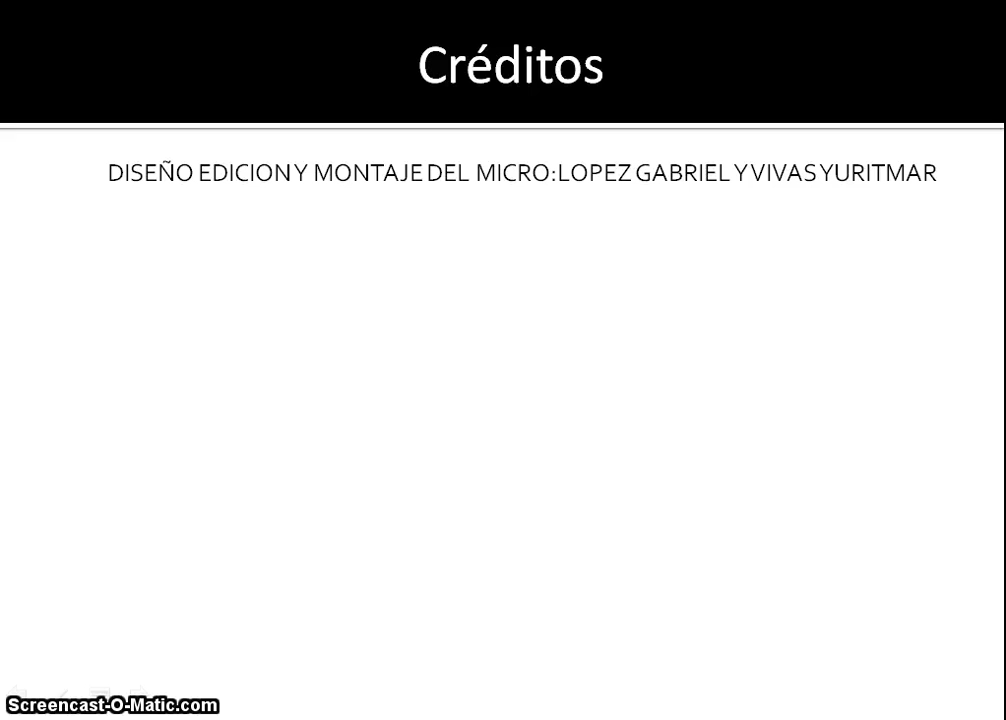 Créditos
DISEÑO EDICION Y MONTAJE DEL MICRO:LOPEZ GABRIEL Y VIVAS YURITMAR
Screencast-O-Matic.com